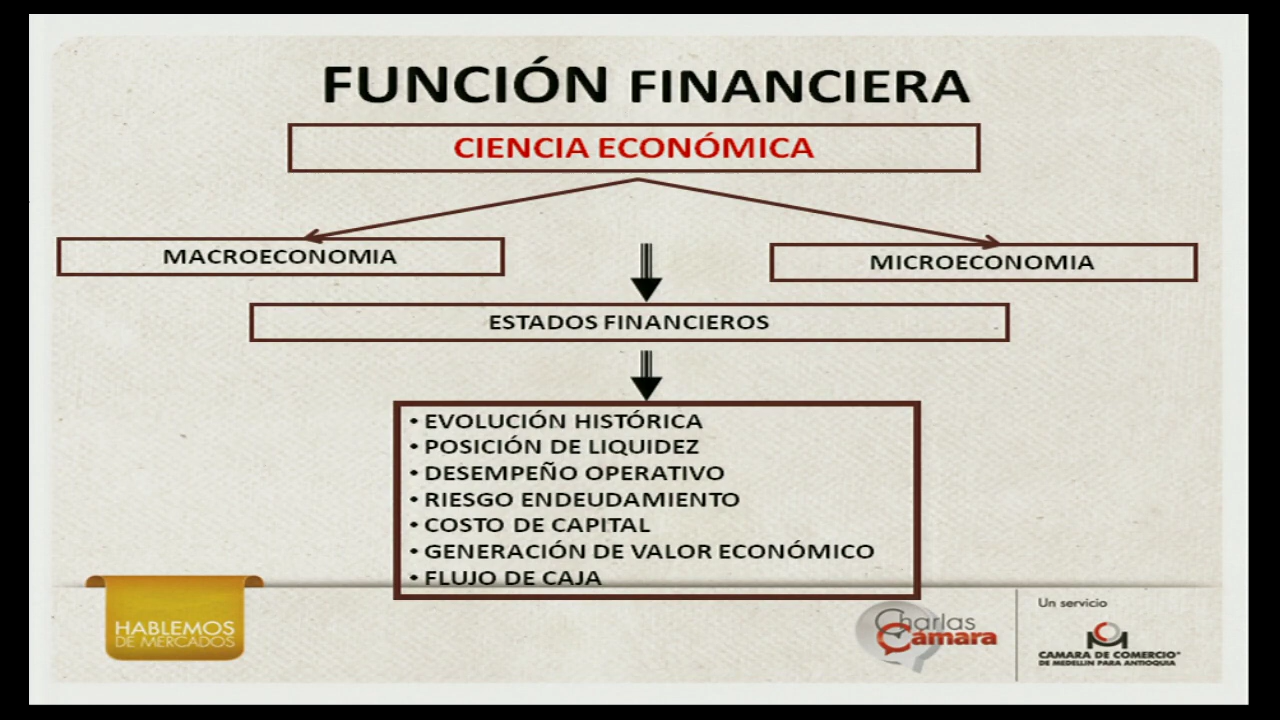 FUNCIÓN FINANCIERA
CIENCIA ECONÓMICA
MACROECONOMIA
MICROECONOMIA
ESTADOS FINANCIEROS
• EVOLUCIÓN HISTÓRICA
• POSICIÓN DE LIQUIDEZ
• DESEMPEÑO OPERATIVO
• RIESGO ENDEUDAMIENTO
• COSTO DE CAPITAL
• GENERACIÓN DE VALOR ECONÓMICO
• FLUJO DE CAJA
HABLEMOS
DE MERCADOS
Charlas
Cámara
Un servicio
CAMARA DE COMERCIO®
DE MEDELLIN PARA ANTIOQUIA